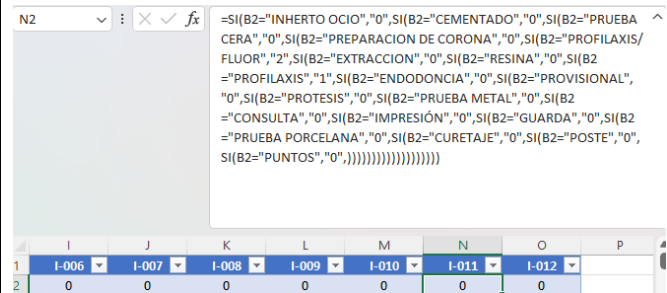 N2 fx =SI(B2="INHERTO OCIO","0",SI(B2="CEMENTADO","0",SI(B2="PRUEBA
CERA","0",SI(B2="PREPARACION DE CORONA","0",SI(B2="PROFILAXIS/
FLUOR","2",SI(B2="EXTRACCION","0",SI(B2="RESINA","0",SI(B2
="PROFILAXIS","1",SI(B2="ENDODONCIA","0",SI(B2="PROVISIONAL",
"0",SI(B2="PROTESIS","0",SI(B2="PRUEBA METAL","0",SI(B2
="CONSULTA","0",SI(B2="IMPRESIÓN","0",SI(B2="GUARDA","0",SI(B2
="PRUEBA PORCELANA","0",SI(B2="CURETAJE","0",SI(B2="POSTE","0",
SI(B2="PUNTOS","0",)))))))))))))))))))
I J K L M N O P
1 I-006 I-007 I-008 I-009 I-010 I-011 I-012
2 0 0 0 0 0 0 0